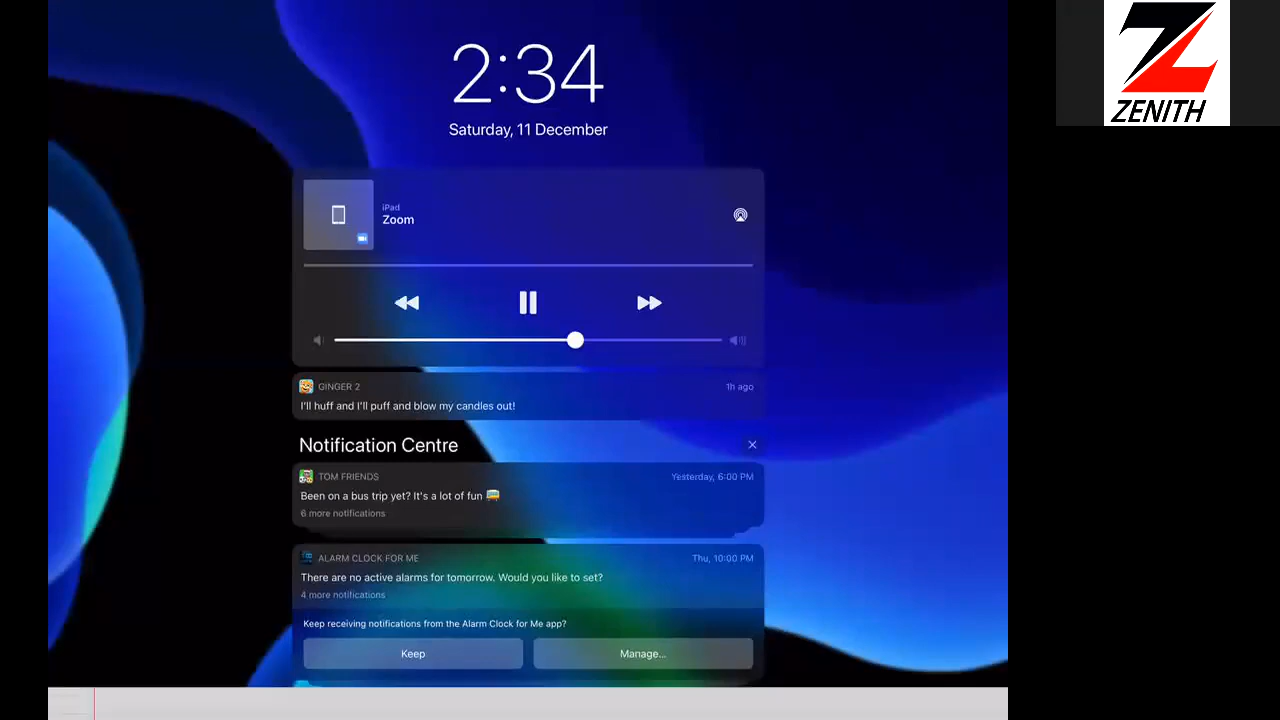 2:34
Saturday, 11 December
iPad
Zoom
GINGER 2
1h ago
I'll huff and I'll puff and blow my candles out!
Notification Centre
TOM FRIENDS
Yesterday, 6:00 PM
Been on a bus trip yet? It's a lot of fun 🚌
6 more notifications
ALARM CLOCK FOR ME
Thu, 10:00 PM
There are no active alarms for tomorrow. Would you like to set?
4 more notifications
Keep receiving notifications from the Alarm Clock for Me app?
Keep
Manage...
ZENITH